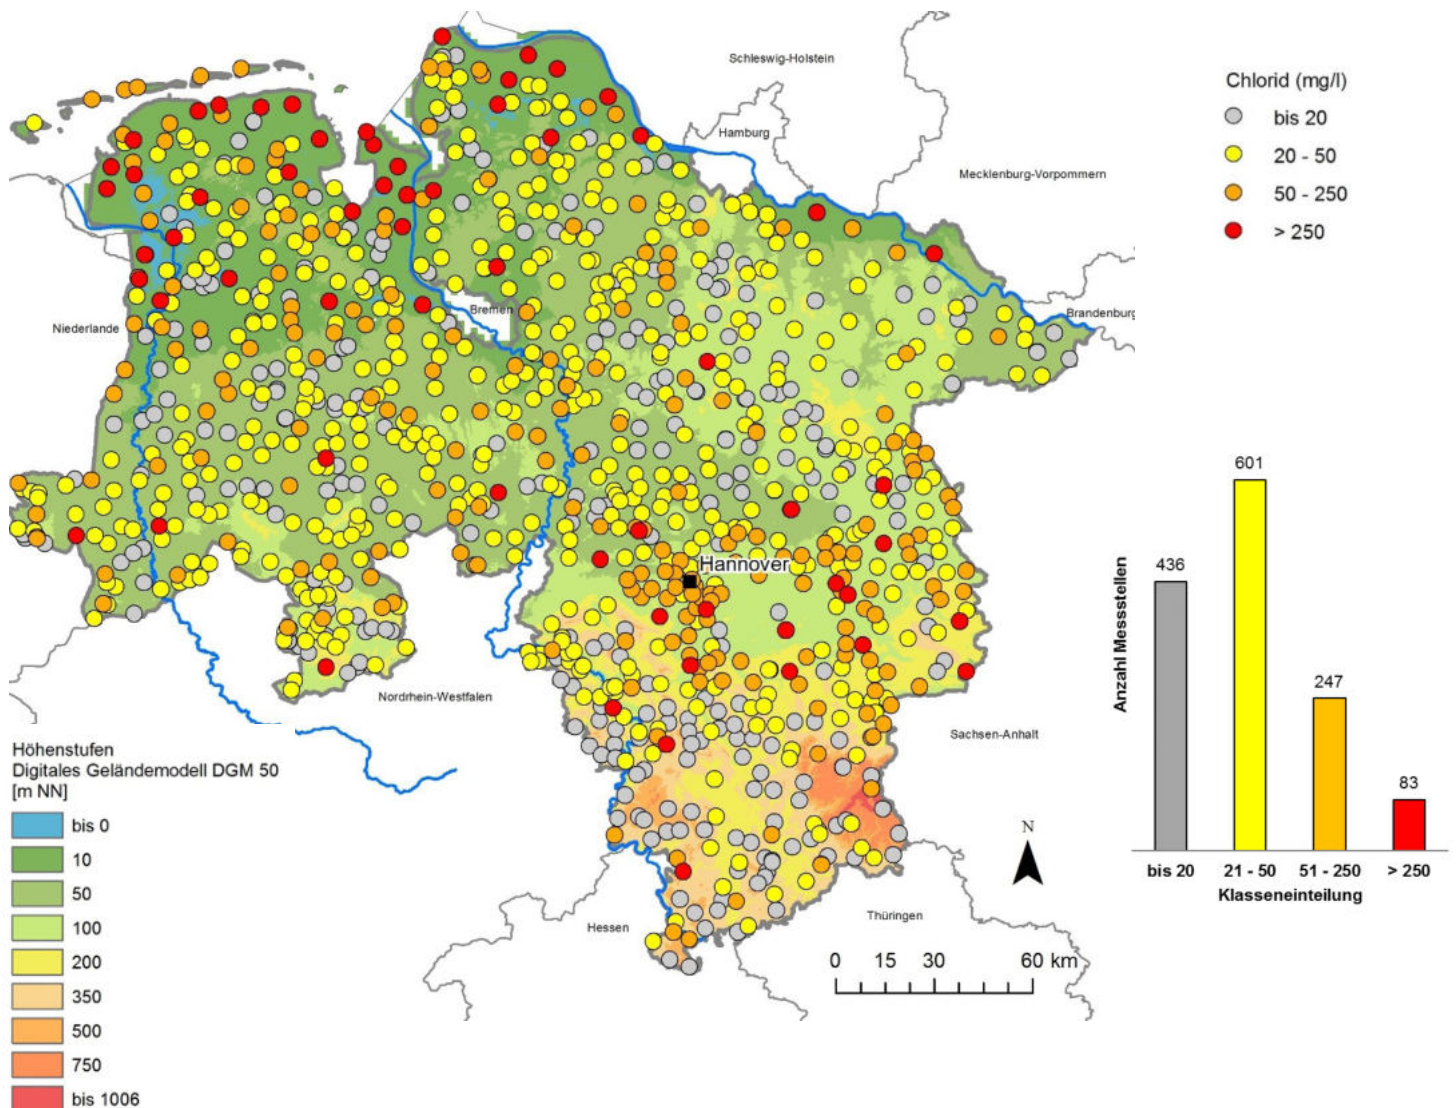 Schleswig-Holstein
Hamburg
Mecklenburg-Vorpommern
Brandenburg
Bremen
Niederlande
Hannover
Nordrhein-Westfalen
Sachsen-Anhalt
Hessen
Thüringen
N
0 15 30 60 km
Chlorid (mg/l)
bis 20
20 - 50
50 - 250
> 250
Höhenstufen
Digitales Geländemodell DGM 50
[m NN]
bis 0
10
50
100
200
350
500
750
bis 1006
Anzahl Messstellen
436
601
247
83
bis 20 21 - 50 51 - 250 > 250
Klasseneinteilung